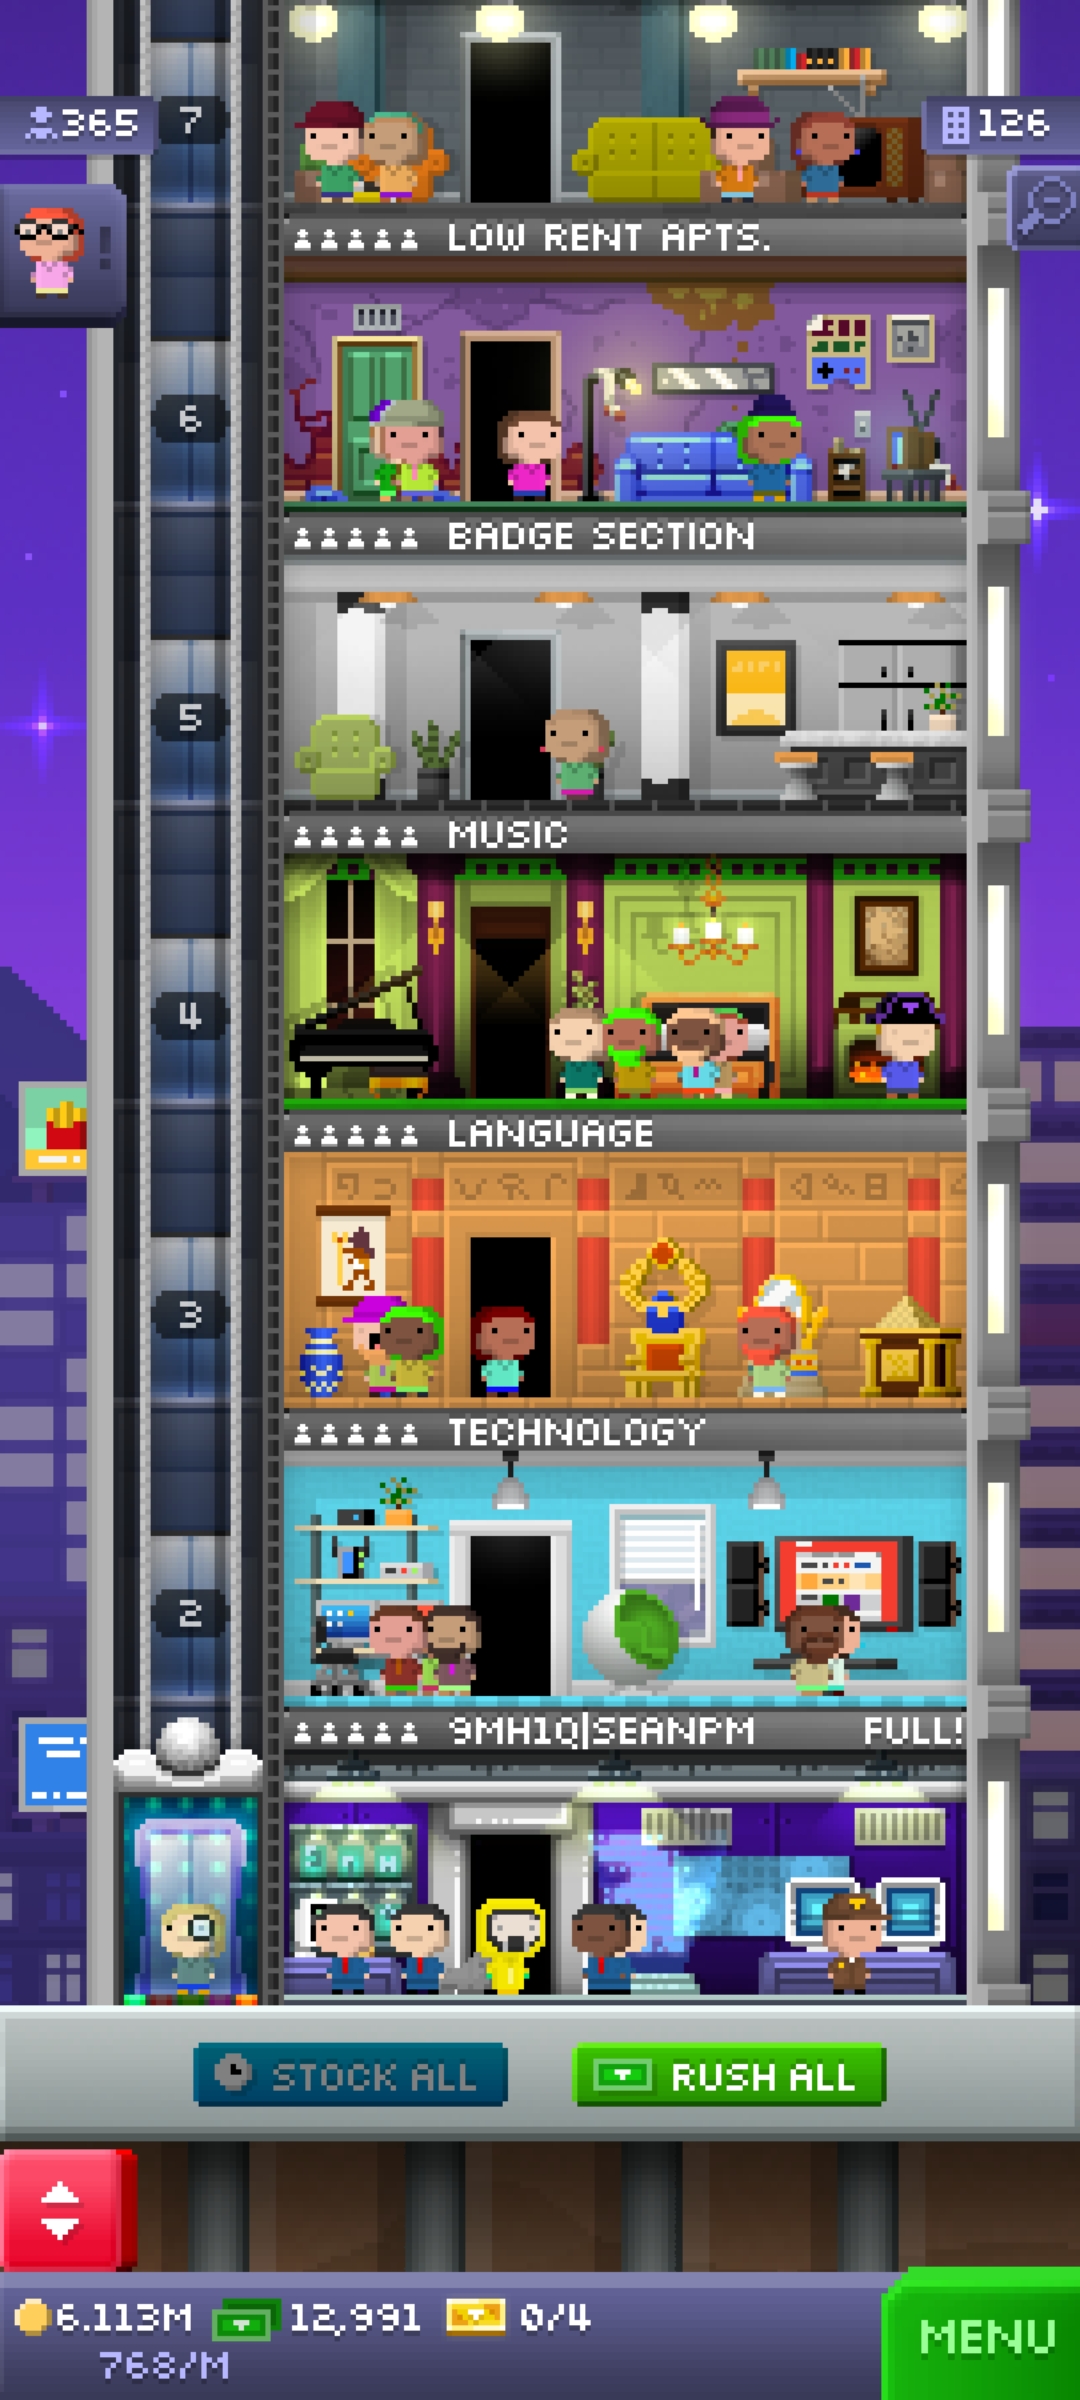 7
365
126
!
LOW RENT APTS.
6
BADGE SECTION
5
MUSIC
4
LANGUAGE
3
TECHNOLOGY
2
9MH1Q|SEANPM FULL!
STOCK ALL
RUSH ALL
6.113M 12,991 0/4
768/M
MENU